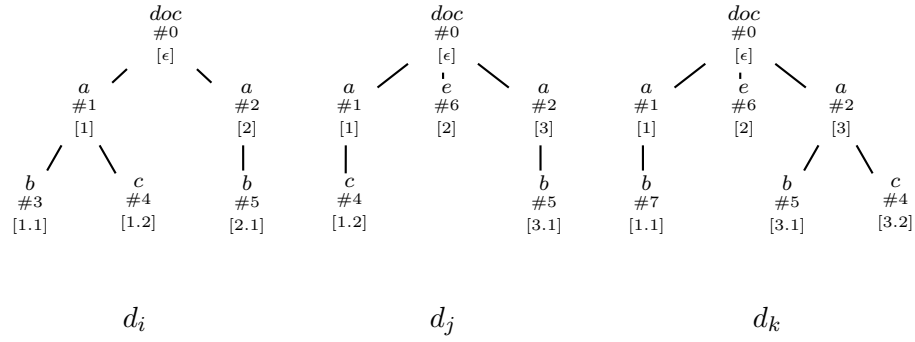 doc doc doc
#0 #0 #0
[ϵ] [ϵ] [ϵ]
a a a e a a e a
#1 #2 #1 #6 #2 #1 #6 #2
[1] [2] [1] [2] [3] [1] [2] [3]
b c b c b b b c
#3 #4 #5 #4 #5 #7 #5 #4
[1.1] [1.2] [2.1] [1.2] [3.1] [1.1] [3.1] [3.2]
d_i d_j d_k